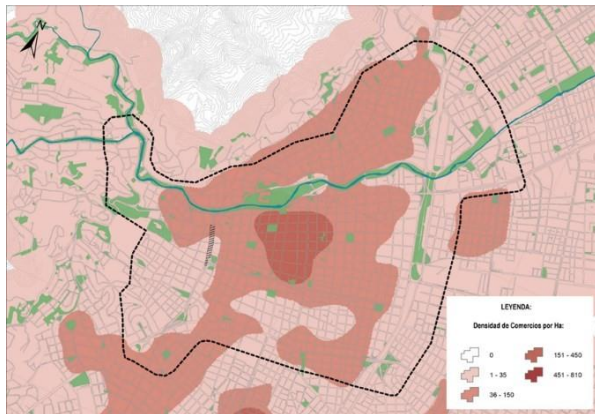 N
LEYENDA:
Densidad de Comercios por Ha:
0
1 - 35
36 - 150
151 - 450
451 - 810